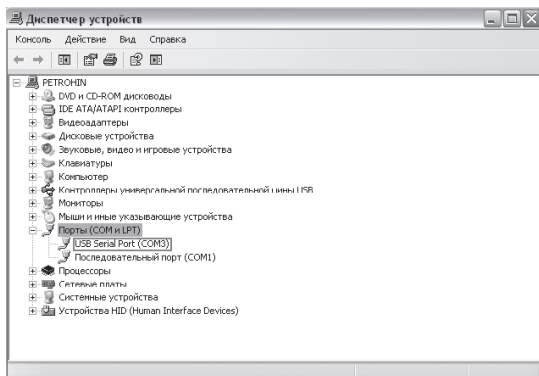 Диспетчер устройств
Консоль Действие Вид Справка
PETROHIN
DVD и CD-ROM дисководы
IDE ATA/ATAPI контроллеры
Видеоадаптеры
Дисковые устройства
Звуковые, видео и игровые устройства
Клавиатуры
Компьютер
Контроллеры универсальной последовательной шины USB
Мониторы
Мыши и иные указывающие устройства
Порты (COM и LPT)
USB Serial Port (COM3)
Последовательный порт (COM1)
Процессоры
Сетевые платы
Системные устройства
Устройства HID (Human Interface Devices)